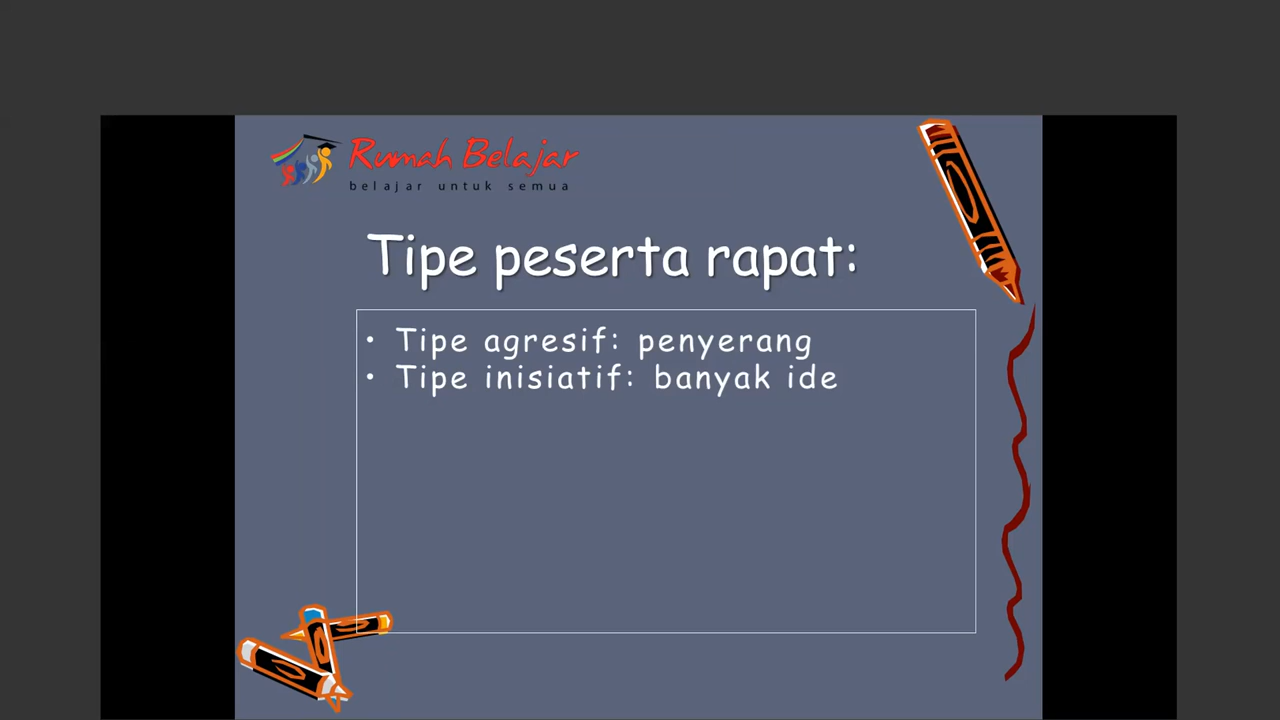 Rumah Belajar
belajar untuk semua
Tipe peserta rapat:
• Tipe agresif: penyerang
• Tipe inisiatif: banyak ide